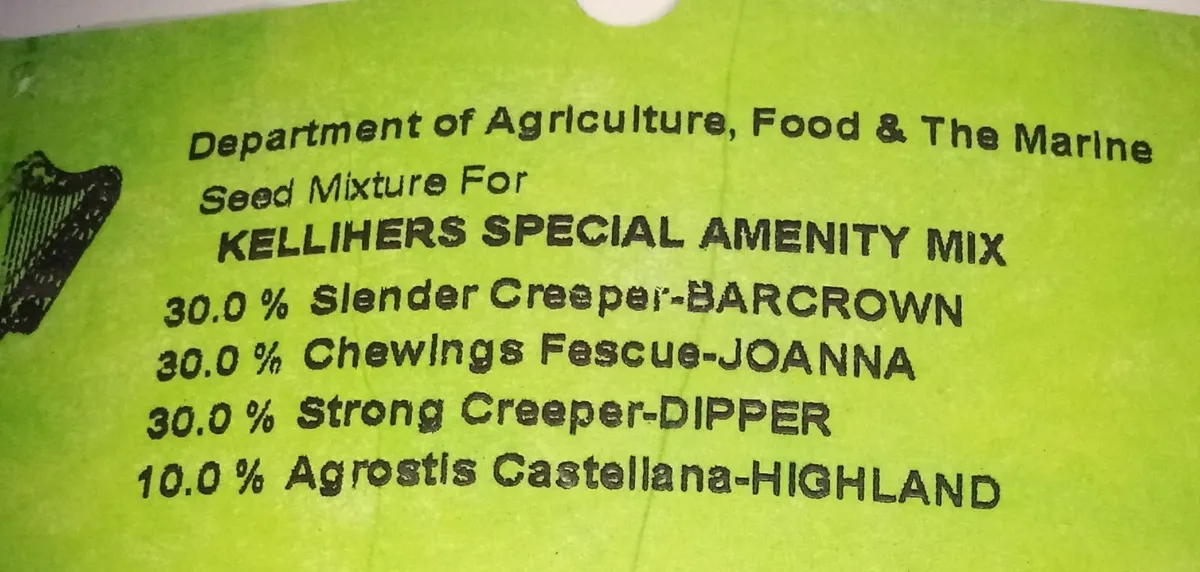 Department of Agriculture, Food & The Marine
Seed Mixture For
KELLIHERS SPECIAL AMENITY MIX
30.0 % Slender Creeper-BARCROWN
30.0 % Chewings Fescue-JOANNA
30.0 % Strong Creeper-DIPPER
10.0 % Agrostis Castellana-HIGHLAND